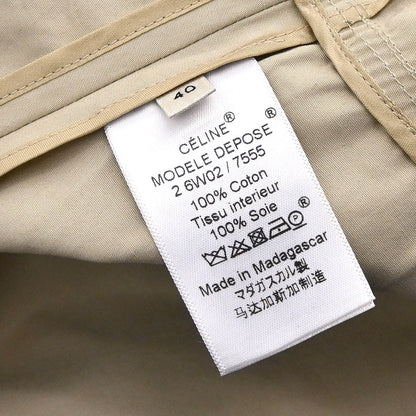 40
CÉLINE®
MODELE DEPOSE®
2 6W02 / 7555
100% Coton
Tissu interieur
100% Soie
Made in Madagascar
マダガスカル製
马达加斯加制造